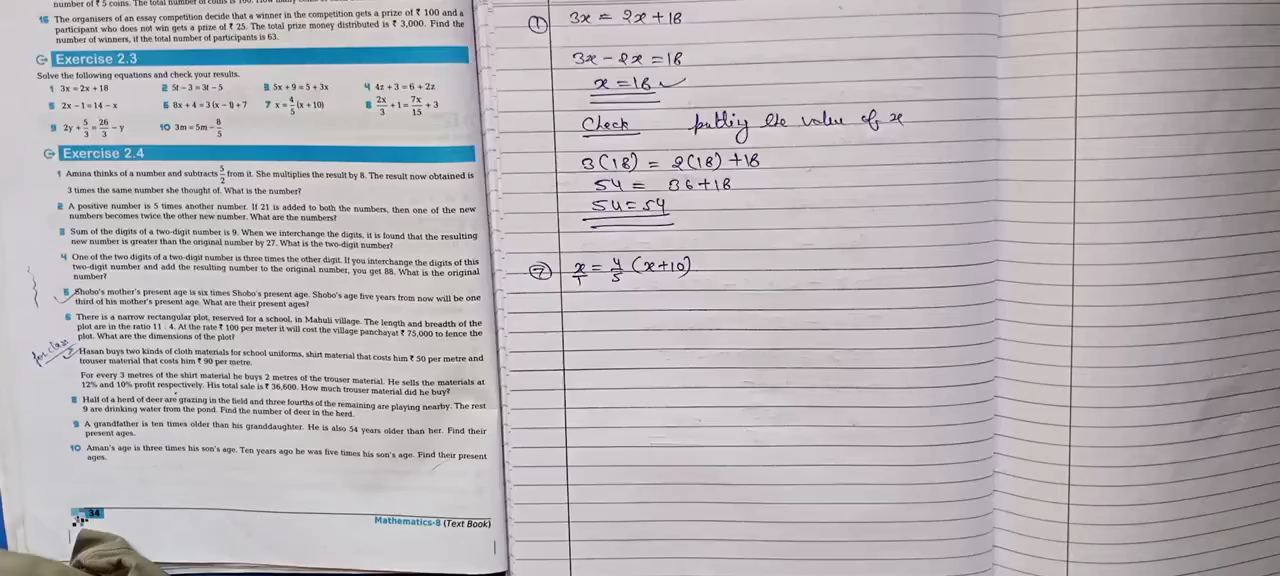 number of ₹ 5 coins. The total number of coins is 160.
15 The organisers of an essay competition decide that a winner in the competition gets a prize of ₹ 100 and a
participant who does not win gets a prize of ₹ 25. The total prize money distributed is ₹ 3,000. Find the
number of winners, if the total number of participants is 63.
Exercise 2.3
Solve the following equations and check your results.
1 3x = 2x + 18 2 5t – 3 = 3t – 5 3 5x + 9 = 5 + 3x 4 4z + 3 = 6 + 2z
5 2x – 1 = 14 – x 6 8x + 4 = 3 (x – 1) + 7 7 x = 4/5 (x + 10) 8 2x/3 + 1 = 7x/15 + 3
9 2y + 5/3 = 26/3 – y 10 3m = 5m – 8/5
Exercise 2.4
1 Amina thinks of a number and subtracts 5/2 from it. She multiplies the result by 8. The result now obtained is
3 times the same number she thought of. What is the number?
2 A positive number is 5 times another number. If 21 is added to both the numbers, then one of the new
numbers becomes twice the other new number. What are the numbers?
3 Sum of the digits of a two-digit number is 9. When we interchange the digits, it is found that the resulting
new number is greater than the original number by 27. What is the two-digit number?
4 One of the two digits of a two-digit number is three times the other digit. If you interchange the digits of this
two-digit number and add the resulting number to the original number, you get 88. What is the original
number?
5 Shobo's mother's present age is six times Shobo's present age. Shobo's age five years from now will be one
third of his mother's present age. What are their present ages?
6 There is a narrow rectangular plot, reserved for a school, in Mahuli village. The length and breadth of the
plot are in the ratio 11 : 4. At the rate ₹ 100 per meter it will cost the village panchayat ₹ 75,000 to fence the
plot. What are the dimensions of the plot?
for class
7 Hasan buys two kinds of cloth materials for school uniforms, shirt material that costs him ₹ 50 per metre and
trouser material that costs him ₹ 90 per metre.
For every 3 metres of the shirt material he buys 2 metres of the trouser material. He sells the materials at
12% and 10% profit respectively. His total sale is ₹ 36,600. How much trouser material did he buy?
8 Half of a herd of deer are grazing in the field and three fourths of the remaining are playing nearby. The rest
9 are drinking water from the pond. Find the number of deer in the herd.
9 A grandfather is ten times older than his granddaughter. He is also 54 years older than her. Find their
present ages.
10 Aman's age is three times his son's age. Ten years ago he was five times his son's age. Find their present
ages.
34
Mathematics-8 (Text Book)
1 3x = 2x + 18
3x – 2x = 18
x = 18
Check puttiy the value of x
3(18) = 2(18) + 18
54 = 36 + 18
54 = 54
7 x/1 = 4/5 (x+10)